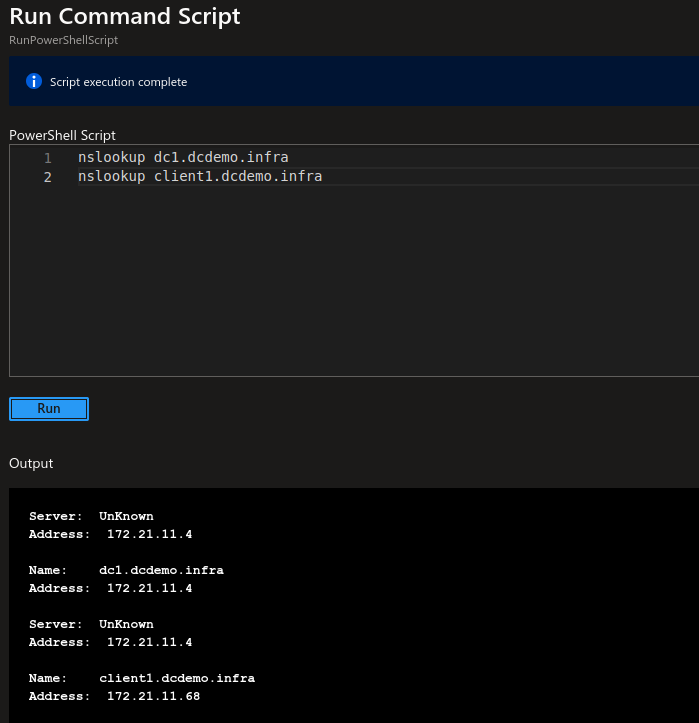 Run Command Script
RunPowerShellScript
Script execution complete
PowerShell Script
1 nslookup dc1.dcdemo.infra
2 nslookup client1.dcdemo.infra
Run
Output
Server: UnKnown
Address: 172.21.11.4
Name: dc1.dcdemo.infra
Address: 172.21.11.4
Server: UnKnown
Address: 172.21.11.4
Name: client1.dcdemo.infra
Address: 172.21.11.68